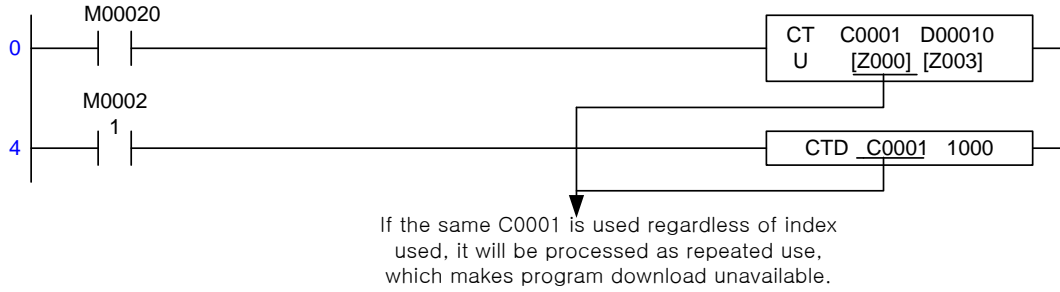 M00020
0
CT C0001 D00010
U [Z000] [Z003]
M0002
1
4
CTD C0001 1000
If the same C0001 is used regardless of index
used, it will be processed as repeated use,
which makes program download unavailable.